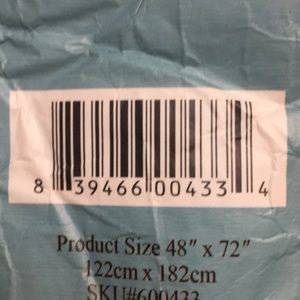 8 39466 00433 4
Product Size 48" x 72"
122cm x 182cm
SKU#600433